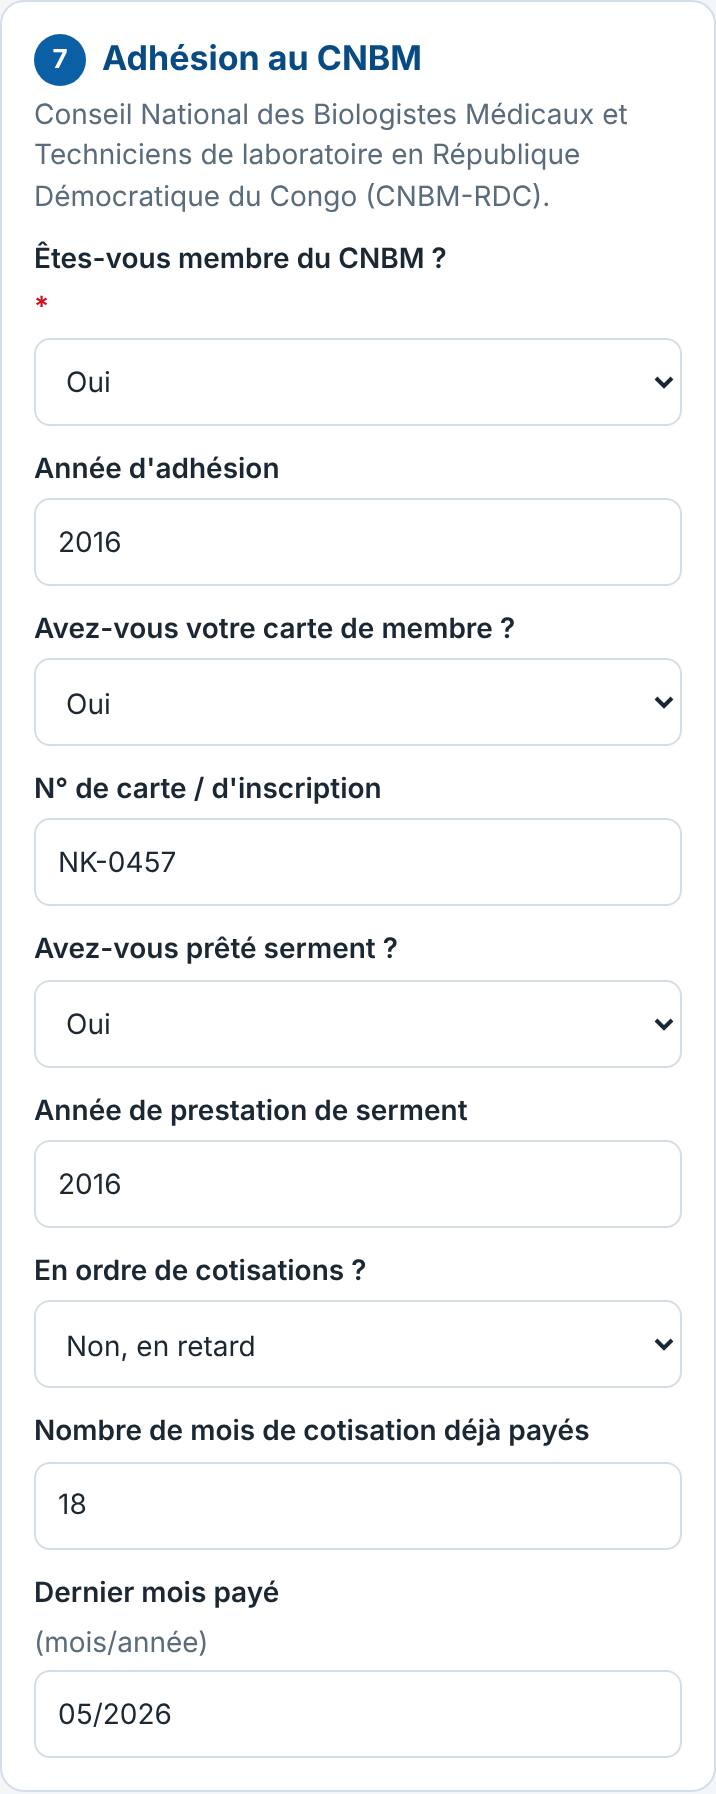 7 Adhésion au CNBM
Conseil National des Biologistes Médicaux et
Techniciens de laboratoire en République
Démocratique du Congo (CNBM-RDC).
Êtes-vous membre du CNBM ?
*
Oui
Année d'adhésion
2016
Avez-vous votre carte de membre ?
Oui
N° de carte / d'inscription
NK-0457
Avez-vous prêté serment ?
Oui
Année de prestation de serment
2016
En ordre de cotisations ?
Non, en retard
Nombre de mois de cotisation déjà payés
18
Dernier mois payé
(mois/année)
05/2026